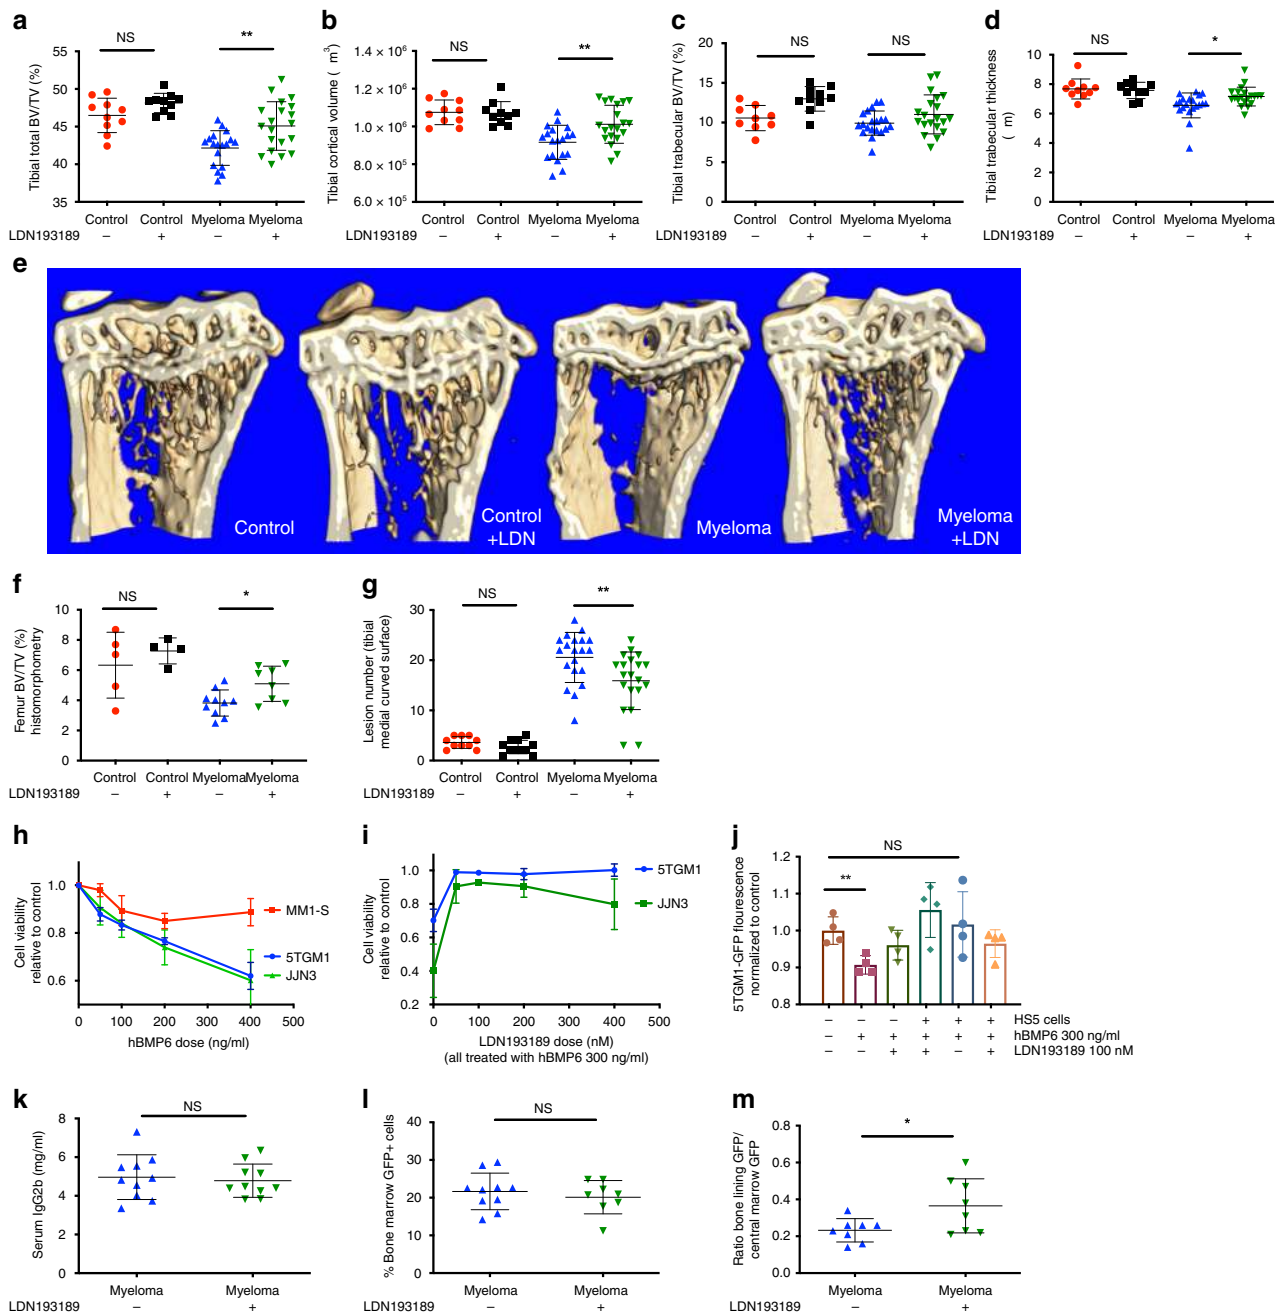 a
NS
**
Tibial total BV/TV (%)
55
50
45
40
35
Control Control Myeloma Myeloma
LDN193189 – + – +
b
NS
**
Tibial cortical volume ( m³)
1.4 × 10⁶
1.2 × 10⁶
1.0 × 10⁶
8.0 × 10⁵
6.0 × 10⁵
Control Control Myeloma Myeloma
LDN193189 – + – +
c
NS
NS
Tibial trabecular BV/TV (%)
20
15
10
5
0
Control Control Myeloma Myeloma
LDN193189 – + – +
d
NS
*
Tibial trabecular thickness
( m)
10
8
6
4
2
0
Control Control Myeloma Myeloma
LDN193189 – + – +
e
Control
Control
+LDN
Myeloma
Myeloma
+LDN
f
NS
*
Femur BV/TV (%)
histomorphometry
10
8
6
4
2
0
Control Control Myeloma Myeloma
LDN193189 – + – +
g
NS
**
Lesion number (tibial
medial curved surface)
30
20
10
0
Control Control Myeloma Myeloma
LDN193189 – + – +
h
Cell viability
relative to control
1.0
0.8
0.6
MM1-S
5TGM1
JJN3
0 100 200 300 400 500
hBMP6 dose (ng/ml)
i
Cell viability
relative to control
1.0
0.8
0.6
0.4
0.2
5TGM1
JJN3
0 100 200 300 400 500
LDN193189 dose (nM)
(all treated with hBMP6 300 ng/ml)
j
NS
**
5TGM1-GFP flourescence
normalized to control
1.2
1.1
1.0
0.9
0.8
– – – + + + HS5 cells
– + + + + + hBMP6 300 ng/ml
– – + + – + LDN193189 100 nM
k
NS
Serum IgG2b (mg/ml)
8
6
4
2
0
Myeloma Myeloma
LDN193189 – +
l
NS
% Bone marrow GFP+ cells
40
30
20
10
0
Myeloma Myeloma
LDN193189 – +
m
*
Ratio bone lining GFP/
central marrow GFP
0.8
0.6
0.4
0.2
0.0
Myeloma Myeloma
LDN193189 – +